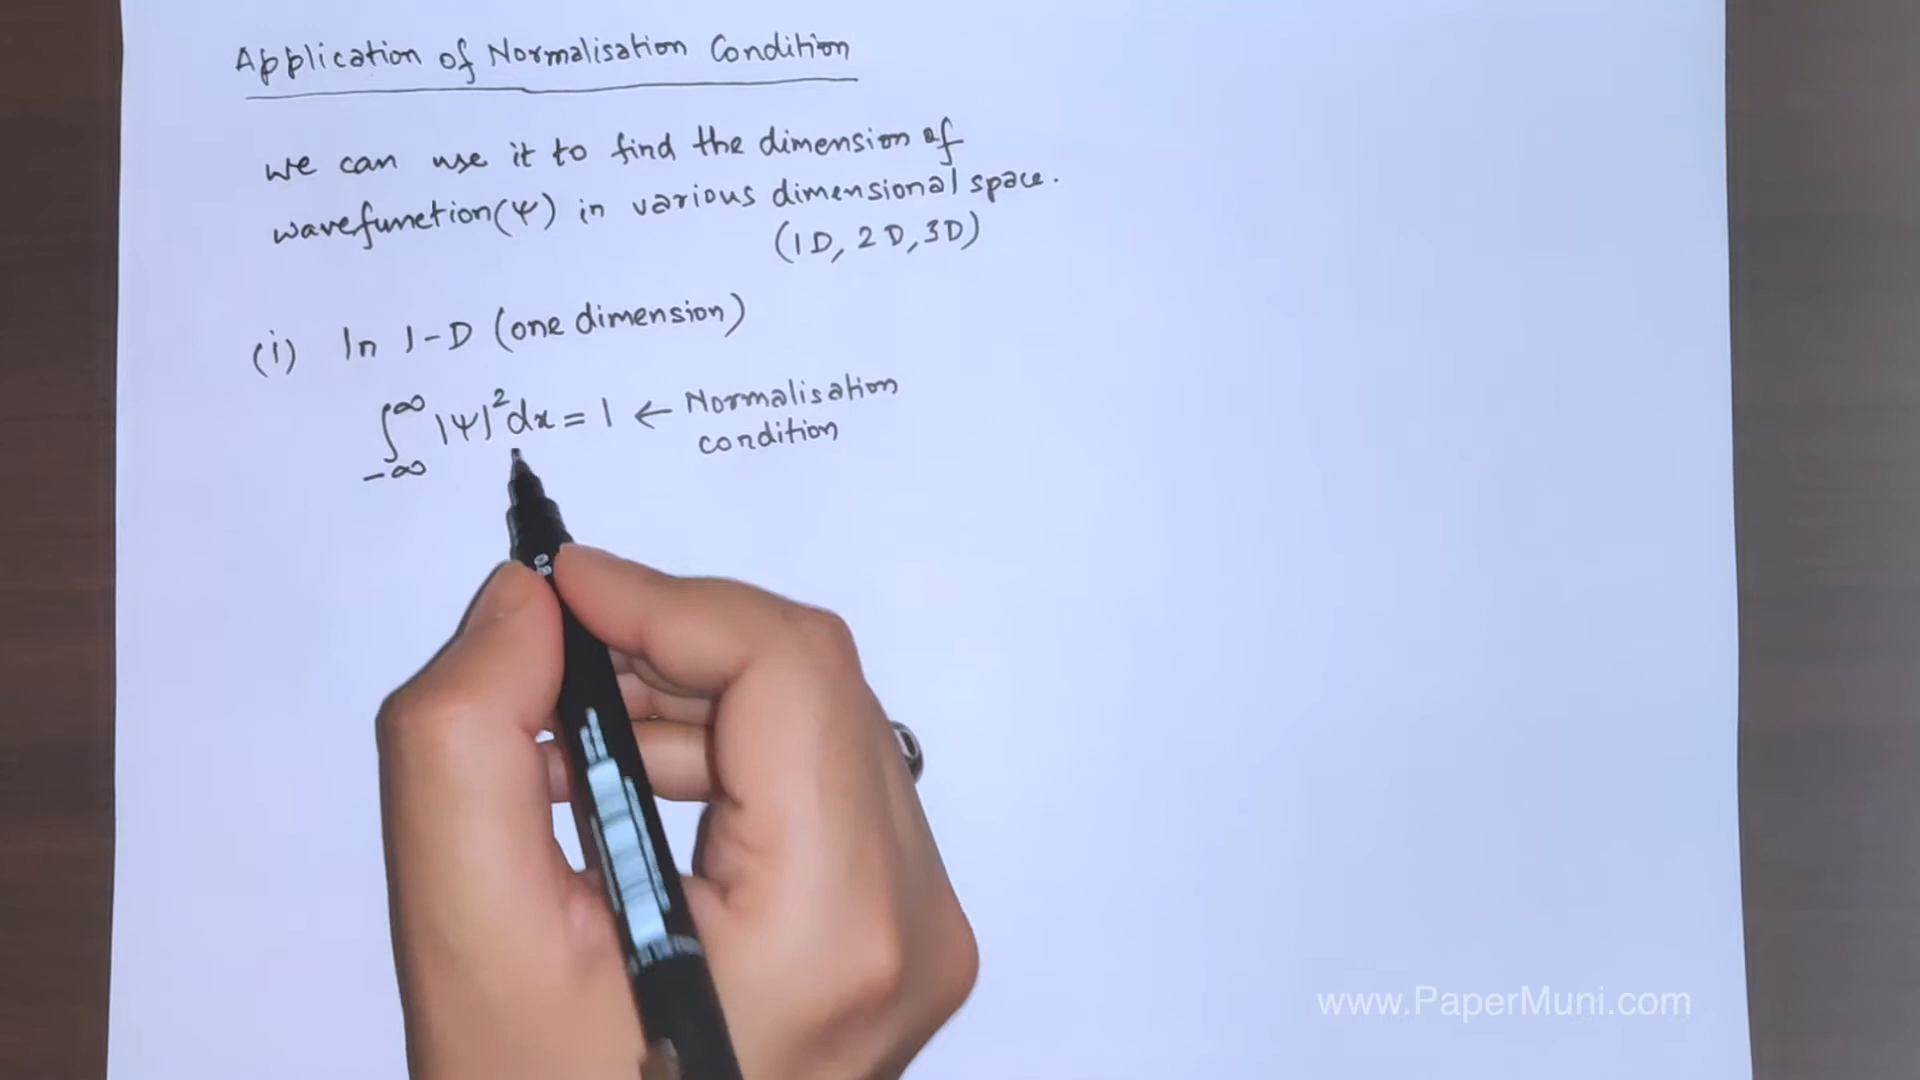 Application of Normalisation Condition
We can use it to find the dimension of
wavefunction(Ψ) in various dimensional space.
(1D, 2D, 3D)
(i) In 1-D (one dimension)
∫_{-∞}^{∞} |Ψ|² dx = 1 ← Normalisation
condition
www.PaperMuni.com